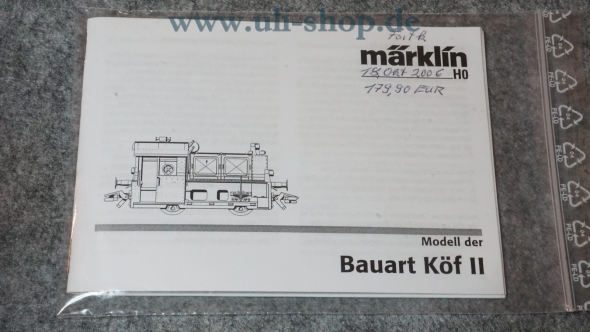 www.uli-shop.de
märklin
H0
18. Okt 2006
179,90 EUR
Modell der
Bauart Köf II